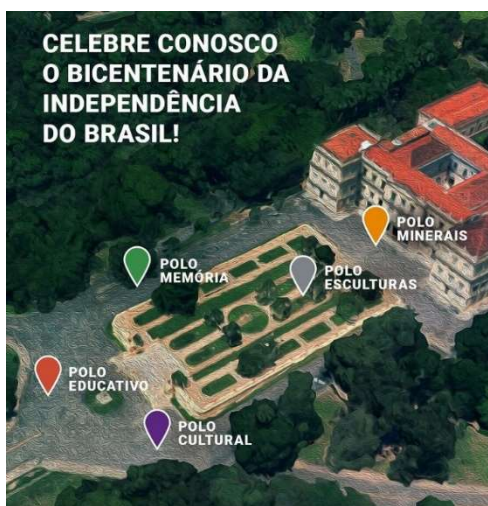 CELEBRE CONOSCO
O BICENTENÁRIO DA
INDEPENDÊNCIA
DO BRASIL!
POLO
MINERAIS
POLO
MEMÓRIA
POLO
ESCULTURAS
POLO
EDUCATIVO
POLO
CULTURAL